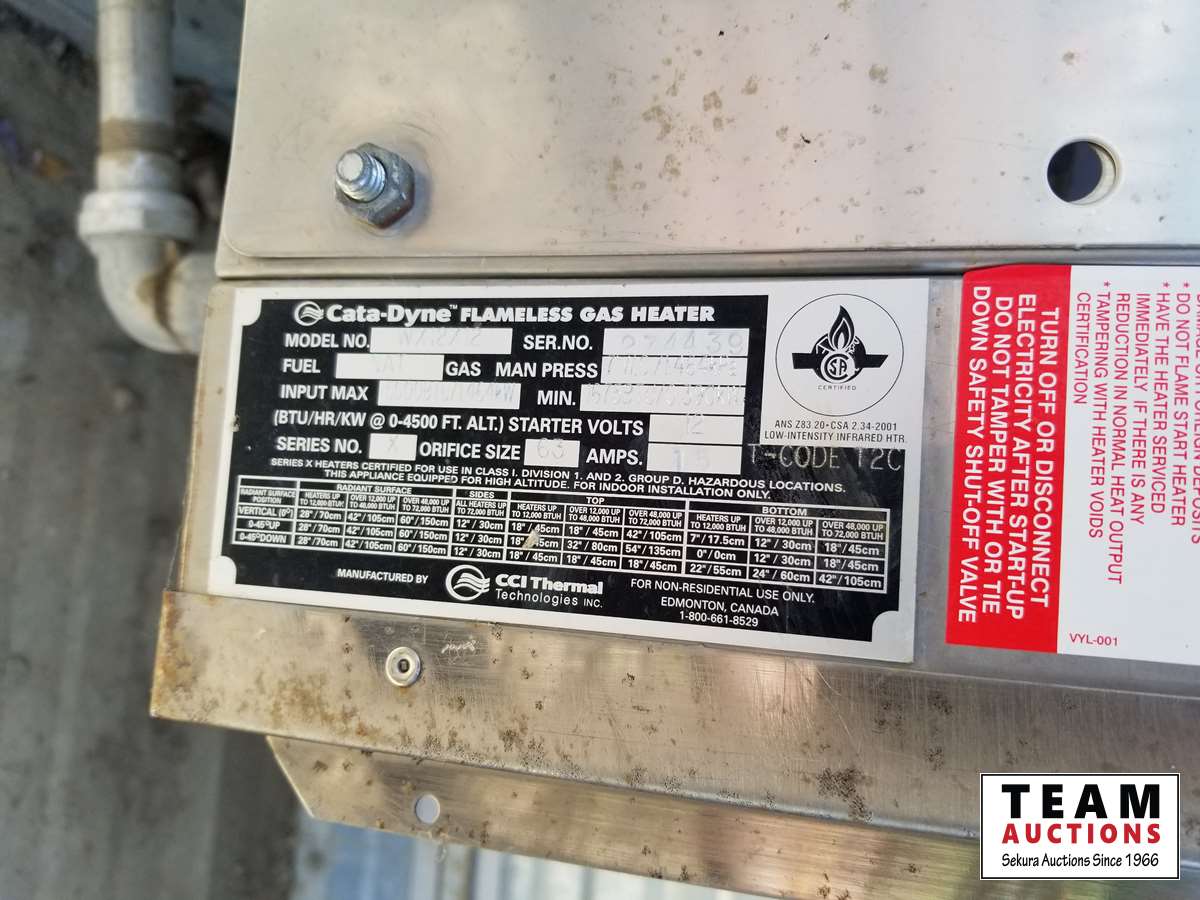 Cata-Dyne™ FLAMELESS GAS HEATER
MODEL NO. SER.NO. 274439
FUEL NAT GAS MAN PRESS
INPUT MAX MIN.
(BTU/HR/KW @ 0-4500 FT. ALT.) STARTER VOLTS 12
SERIES NO. X ORIFICE SIZE 63 AMPS. T-CODE T2C
CERTIFIED
ANS Z83.20-CSA 2.34-2001
LOW-INTENSITY INFRARED HTR.
SERIES X HEATERS CERTIFIED FOR USE IN CLASS I. DIVISION 1. AND 2. GROUP D. HAZARDOUS LOCATIONS.
THIS APPLIANCE EQUIPPED FOR HIGH ALTITUDE. FOR INDOOR INSTALLATION ONLY.
RADIANT SURFACE SIDES TOP BOTTOM
RADIANT SURFACE POSITION HEATERS UP TO 12,000 BTUH OVER 12,000 UP TO 48,000 BTUH OVER 48,000 UP TO 72,000 BTUH ALL HEATERS UP TO 72,000 BTUH HEATERS UP TO 12,000 BTUH OVER 12,000 UP TO 48,000 BTUH OVER 48,000 UP TO 72,000 BTUH HEATERS UP TO 12,000 BTUH OVER 12,000 UP TO 48,000 BTUH OVER 48,000 UP TO 72,000 BTUH
VERTICAL (0°) 28"/70cm 42"/105cm 60"/150cm 12"/30cm 18"/45cm 18"/45cm 42"/105cm 7"/17.5cm 12"/30cm 18"/45cm
0-45°UP 28"/70cm 42"/105cm 60"/150cm 12"/30cm 18"/45cm 32"/80cm 54"/135cm 0"/0cm 12"/30cm 18"/45cm
0-45°DOWN 28"/70cm 42"/105cm 60"/150cm 12"/30cm 18"/45cm 18"/45cm 18"/45cm 22"/55cm 24"/60cm 42"/105cm
MANUFACTURED BY CCI Thermal Technologies INC.
FOR NON-RESIDENTIAL USE ONLY.
EDMONTON, CANADA
1-800-661-8529
TURN OFF OR DISCONNECT
ELECTRICITY AFTER START-UP
DO NOT TAMPER WITH OR TIE
DOWN SAFETY SHUT-OFF VALVE
* DO NOT FLAME START HEATER
* HAVE THE HEATER SERVICED
IMMEDIATELY IF THERE IS ANY
REDUCTION IN NORMAL HEAT OUTPUT
* TAMPERING WITH HEATER VOIDS
CERTIFICATION
VYL-001
TEAM
AUCTIONS
Sekura Auctions Since 1966